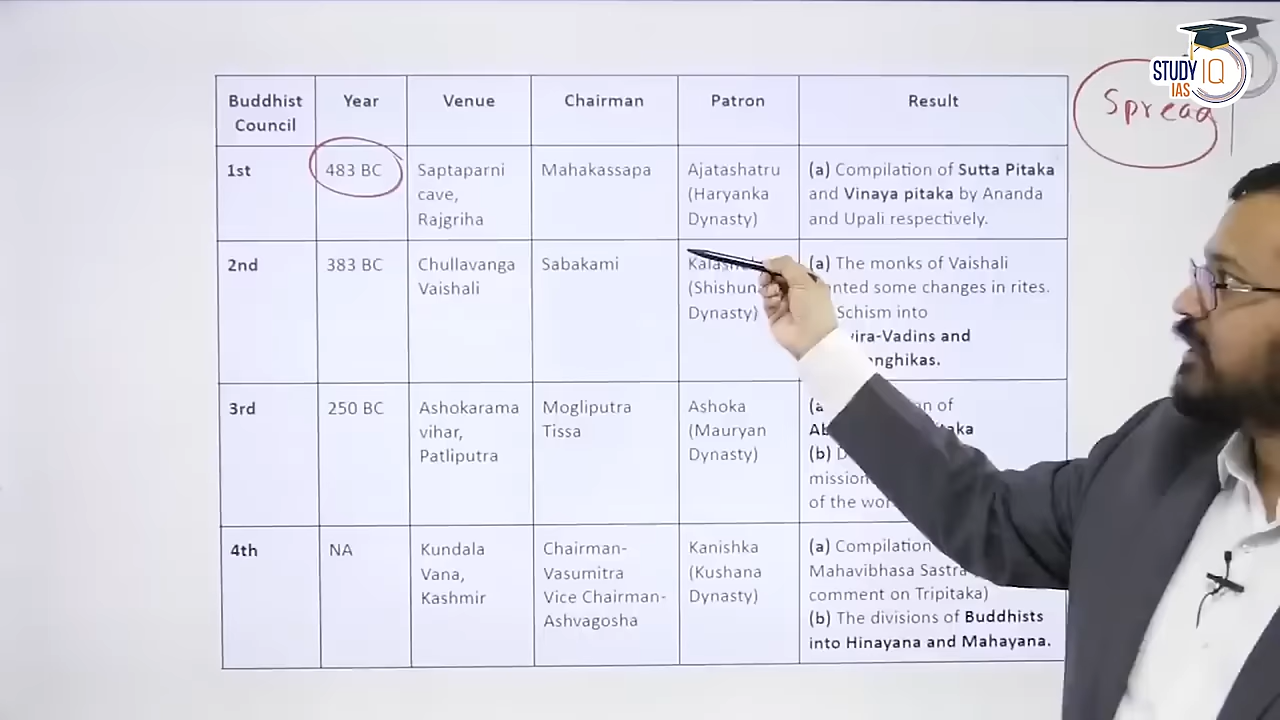 STUDY IQ
IAS
Spread
Buddhist Council | Year | Venue | Chairman | Patron | Result
1st | 483 BC | Saptaparni cave, Rajgriha | Mahakassapa | Ajatashatru (Haryanka Dynasty) | (a) Compilation of Sutta Pitaka and Vinaya pitaka by Ananda and Upali respectively.
2nd | 383 BC | Chullavanga Vaishali | Sabakami | (Shishuna Dynasty) | (a) The monks of Vaishali some changes in rites. Schism into and
3rd | 250 BC | Ashokarama vihar, Patliputra | Mogliputra Tissa | Ashoka (Mauryan Dynasty) | (b) of
4th | NA | Kundala Vana, Kashmir | Chairman- Vasumitra Vice Chairman- Ashvagosha | Kanishka (Kushana Dynasty) | (a) Compilation Mahavibhasa Sastra comment on Tripitaka) (b) The divisions of Buddhists into Hinayana and Mahayana.